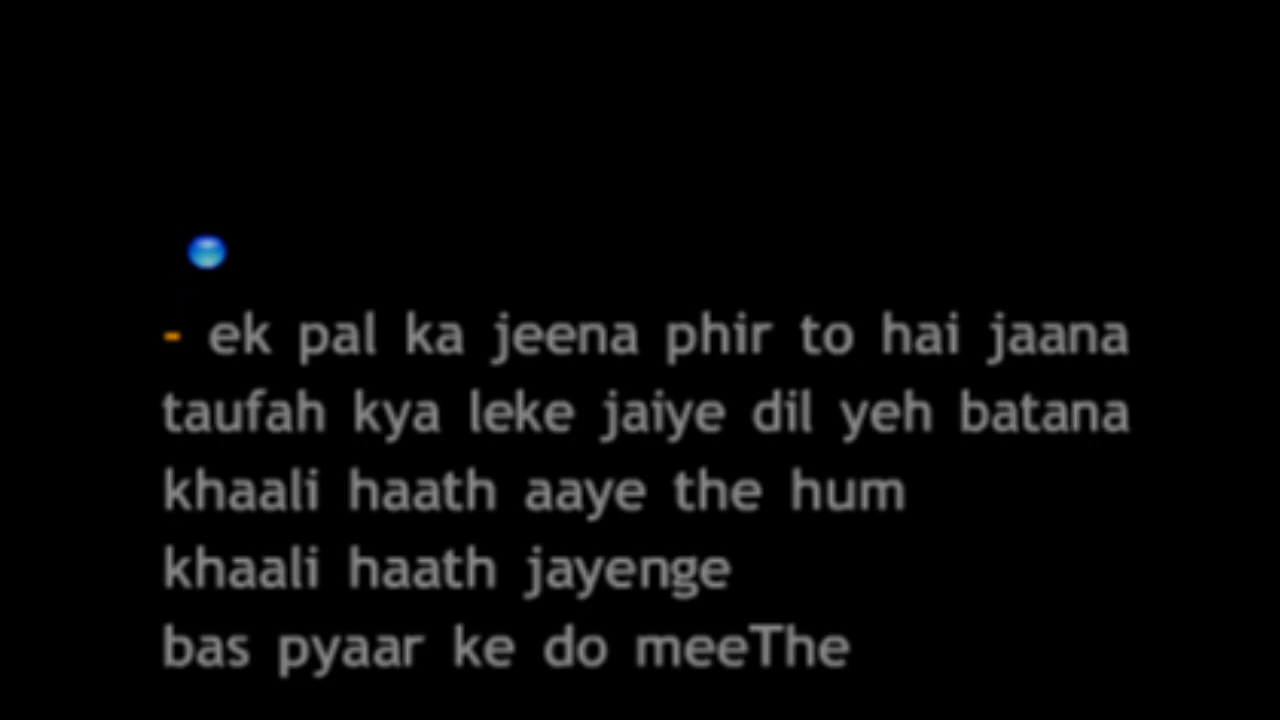 - ek pal ka jeena phir to hai jaana
taufah kya leke jaiye dil yeh batana
khaali haath aaye the hum
khaali haath jayenge
bas pyaar ke do meeThe